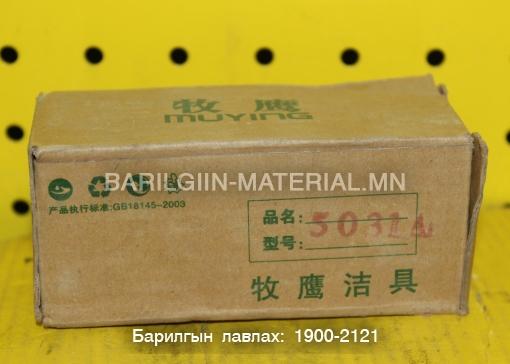 牧鹰
MUYING
BARILGIIN-MATERIAL.MN
产品执行标准:GB18145-2003
品名:
型号:
5031A
牧鹰洁具
Барилгын лавлах: 1900-2121